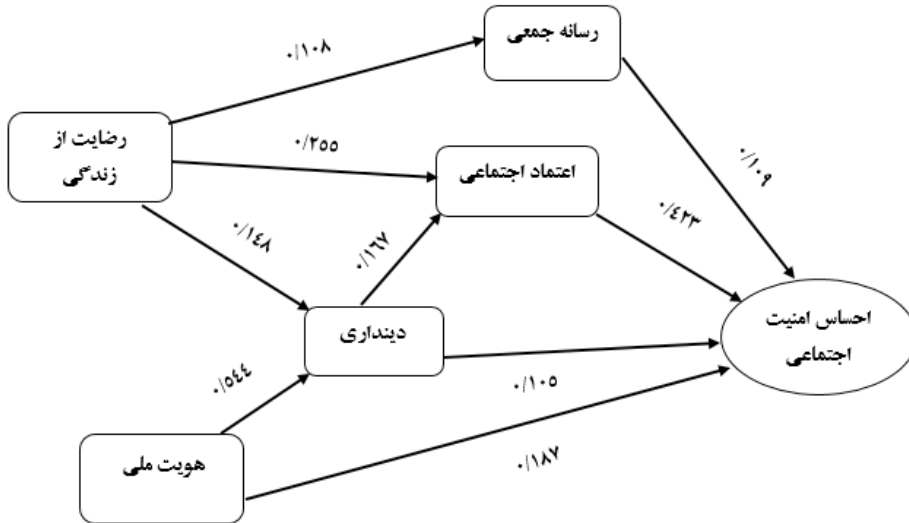 رسانه جمعی
۰/۱۰۸
رضایت از
زندگی
۰/۲۵۵
اعتماد اجتماعی
۰/۱۰۹
۰/۴۲۳
۰/۱۴۸
۰/۱۶۷
احساس امنیت
اجتماعی
دینداری
۰/۵۴۴
۰/۱۰۵
هویت ملی
۰/۱۸۷